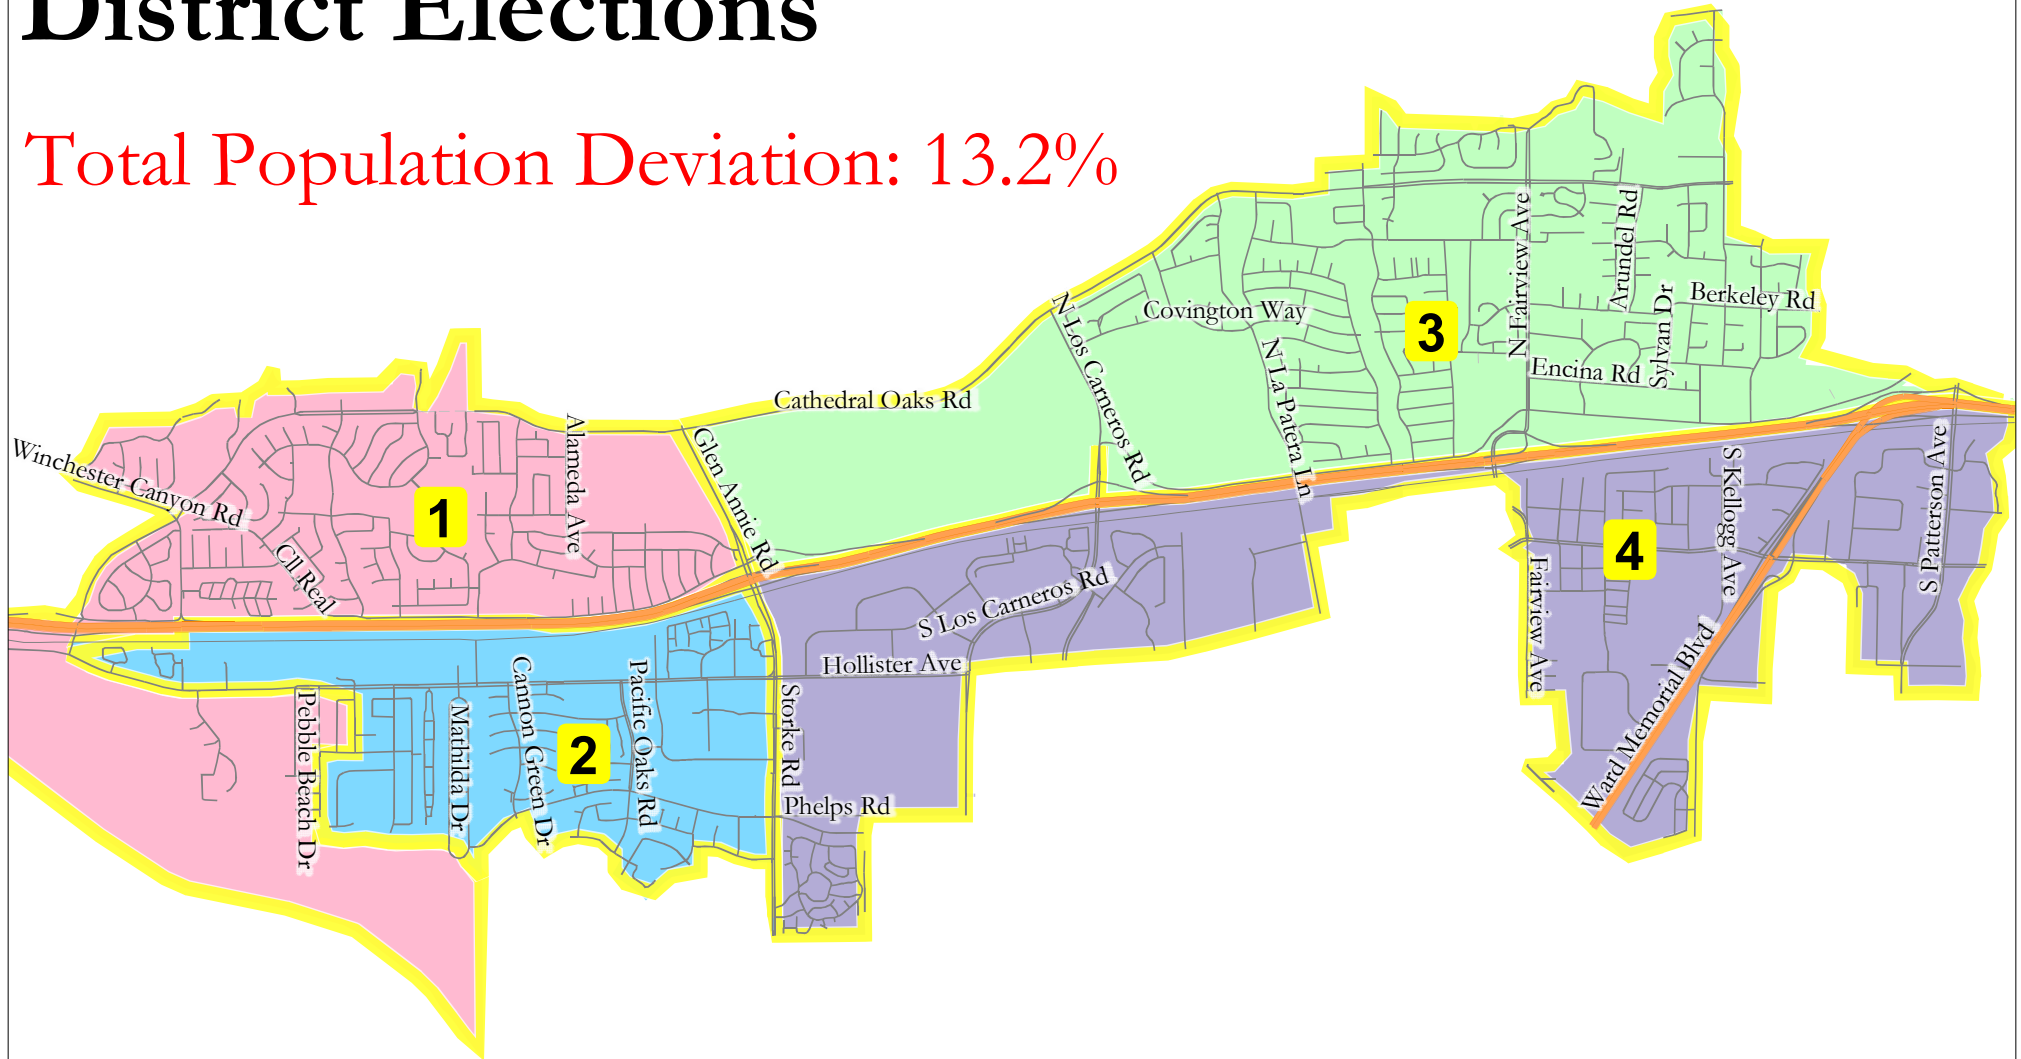 District Elections
Total Population Deviation: 13.2%
N Fairview Ave
Arundel Rd
Sylvan Dr
Berkeley Rd
Covington Way
N Los Carneros Rd
3
N La Patera Ln
Encina Rd
Cathedral Oaks Rd
Alameda Ave
Glen Annie Rd
Winchester Canyon Rd
1
Cll Real
S Kellogg Ave
S Patterson Ave
4
Fairview Ave
S Los Carneros Rd
Hollister Ave
Ward Memorial Blvd
Pebble Beach Dr
Mathilda Dr
Cannon Green Dr
2
Pacific Oaks Rd
Storke Rd
Phelps Rd